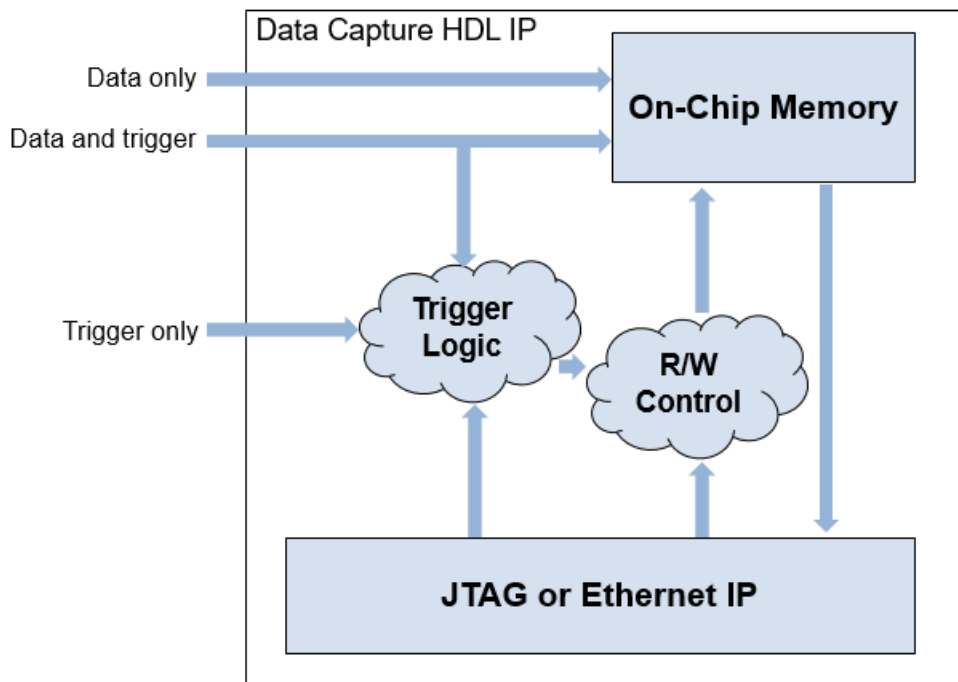 Data Capture HDL IP
Data only
On-Chip Memory
Data and trigger
Trigger
Logic
Trigger only
R/W
Control
JTAG or Ethernet IP